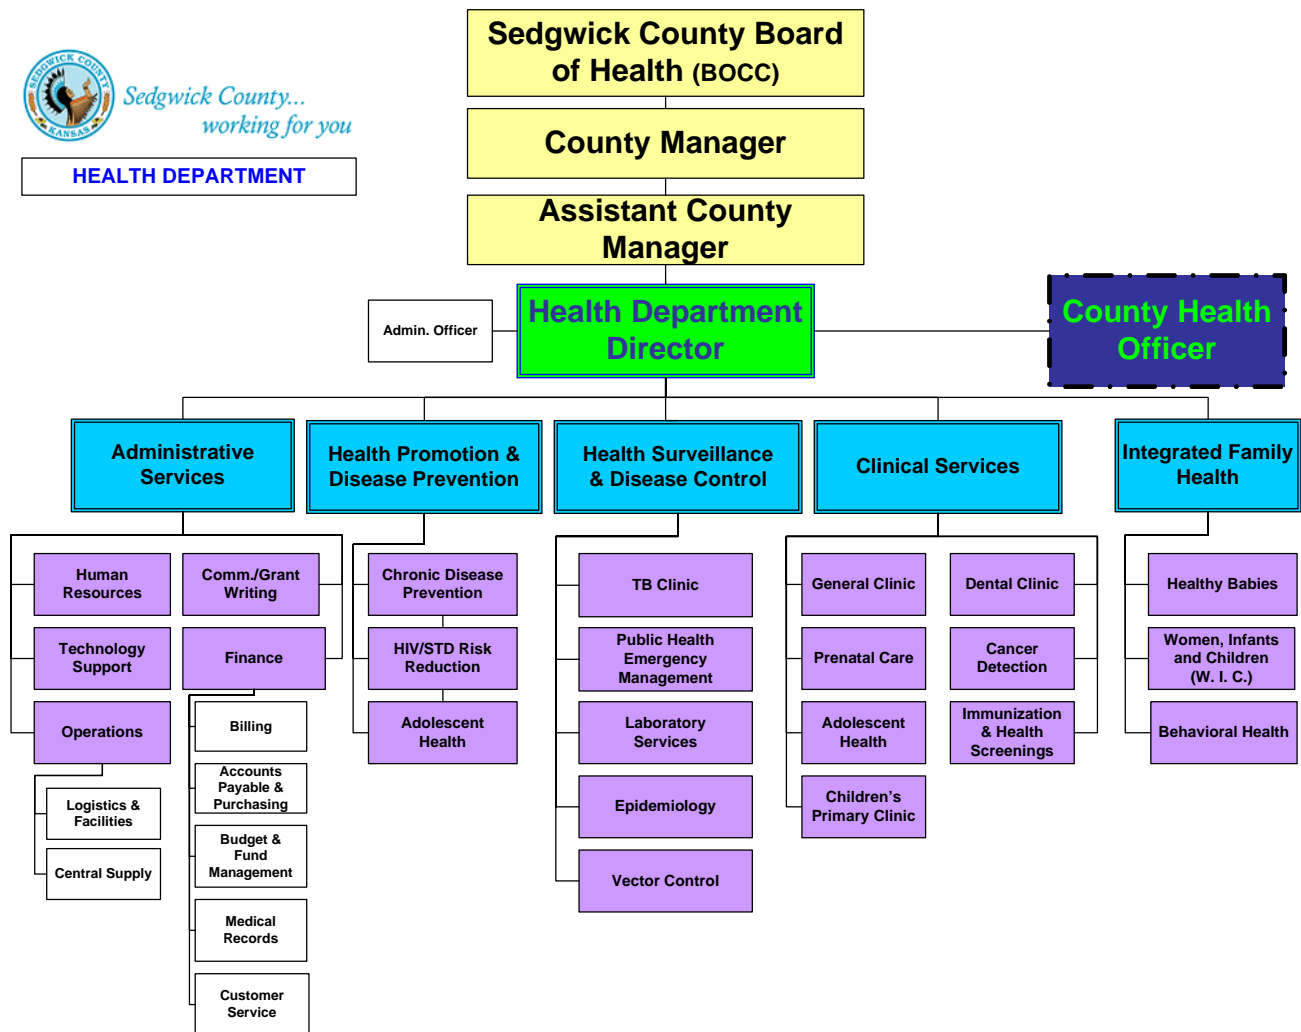 Sedgwick County Board
of Health (BOCC)
SEDGWICK COUNTY
KANSAS
Sedgwick County...
working for you
County Manager
HEALTH DEPARTMENT
Assistant County
Manager
Health Department
Director
Admin. Officer
County Health
Officer
Administrative
Services
Health Promotion &
Disease Prevention
Health Surveillance
& Disease Control
Clinical Services
Integrated Family
Health
Human
Resources
Comm./Grant
Writing
Technology
Support
Finance
Operations
Logistics &
Facilities
Central Supply
Billing
Accounts
Payable &
Purchasing
Budget &
Fund
Management
Medical
Records
Customer
Service
Chronic Disease
Prevention
HIV/STD Risk
Reduction
Adolescent
Health
TB Clinic
Public Health
Emergency
Management
Laboratory
Services
Epidemiology
Vector Control
General Clinic
Dental Clinic
Prenatal Care
Cancer
Detection
Adolescent
Health
Immunization
& Health
Screenings
Children's
Primary Clinic
Healthy Babies
Women, Infants
and Children
(W. I. C.)
Behavioral Health